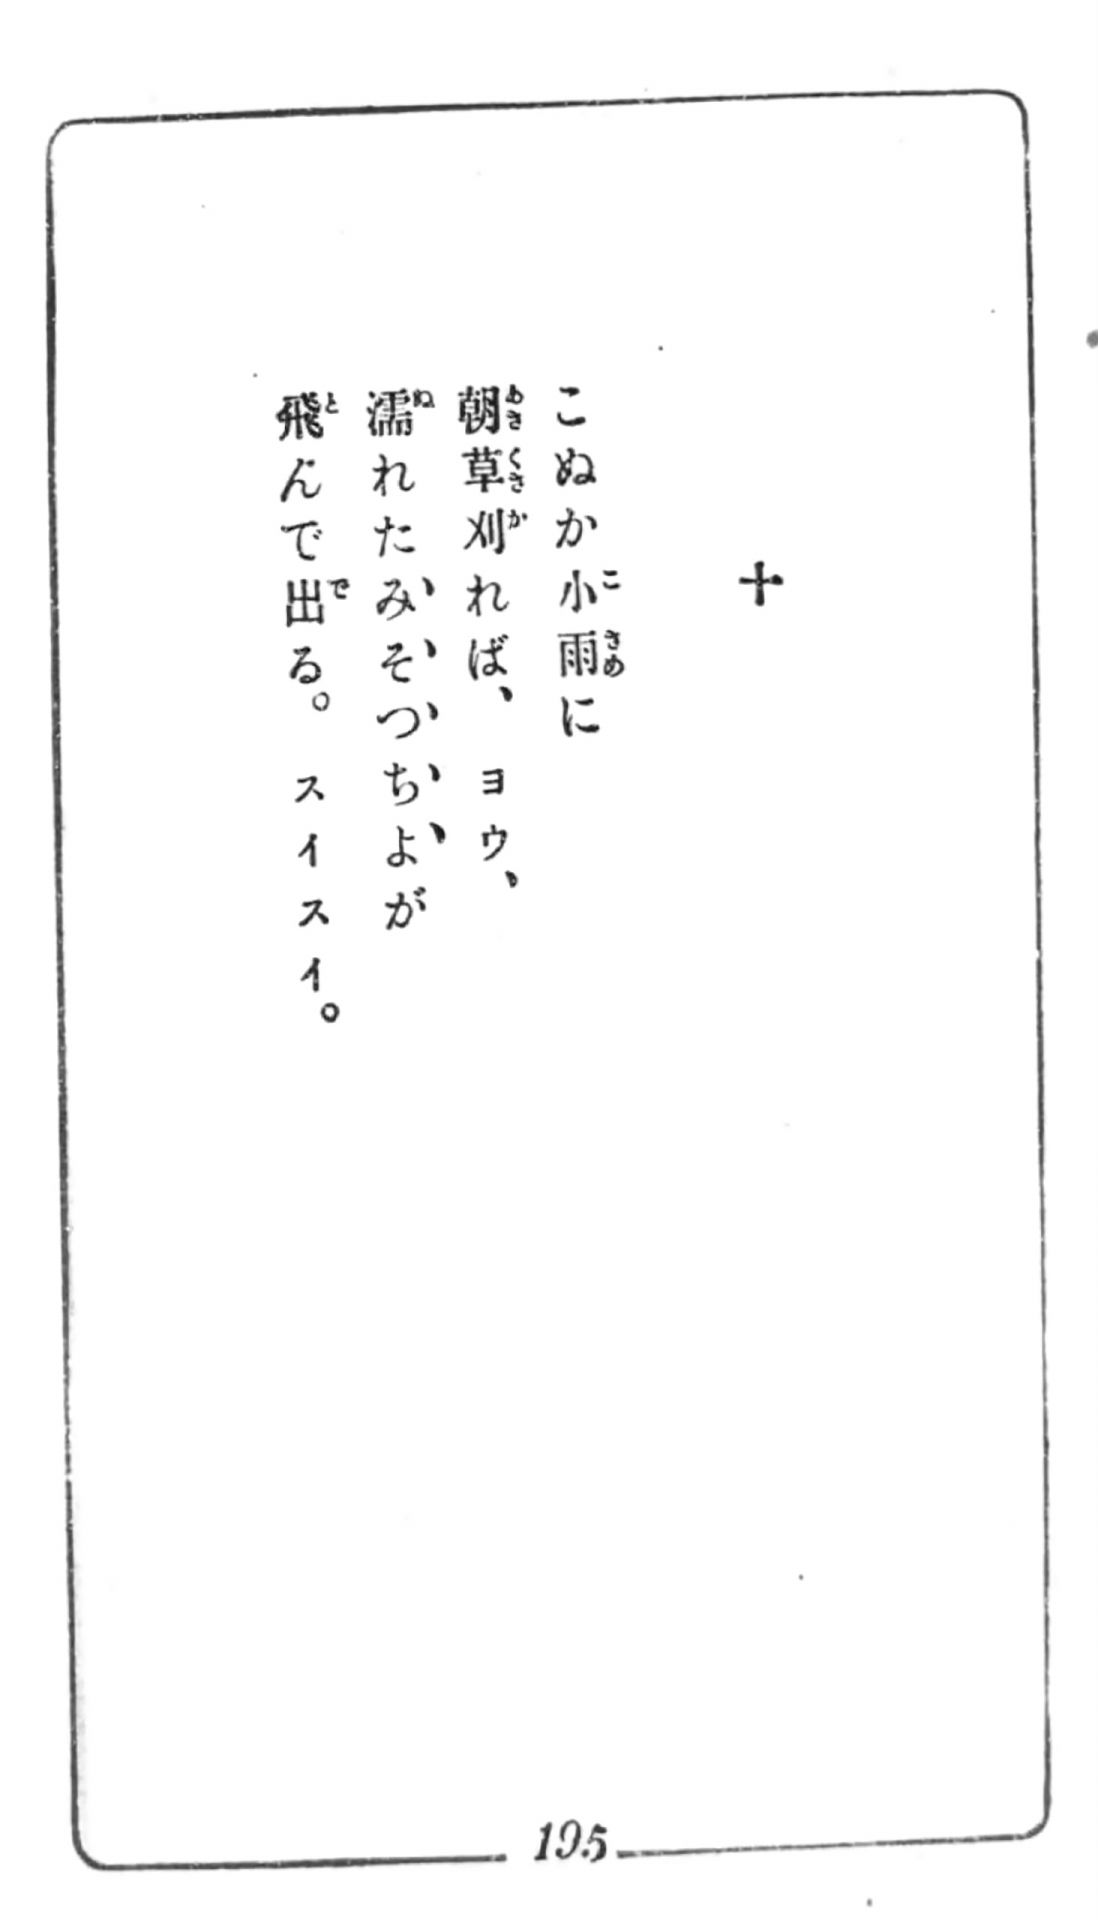 十
こぬか小雨に
朝草刈れば、　ヨウ、
濡れたみそつちよが
飛んで出る。　スイスイ。
195